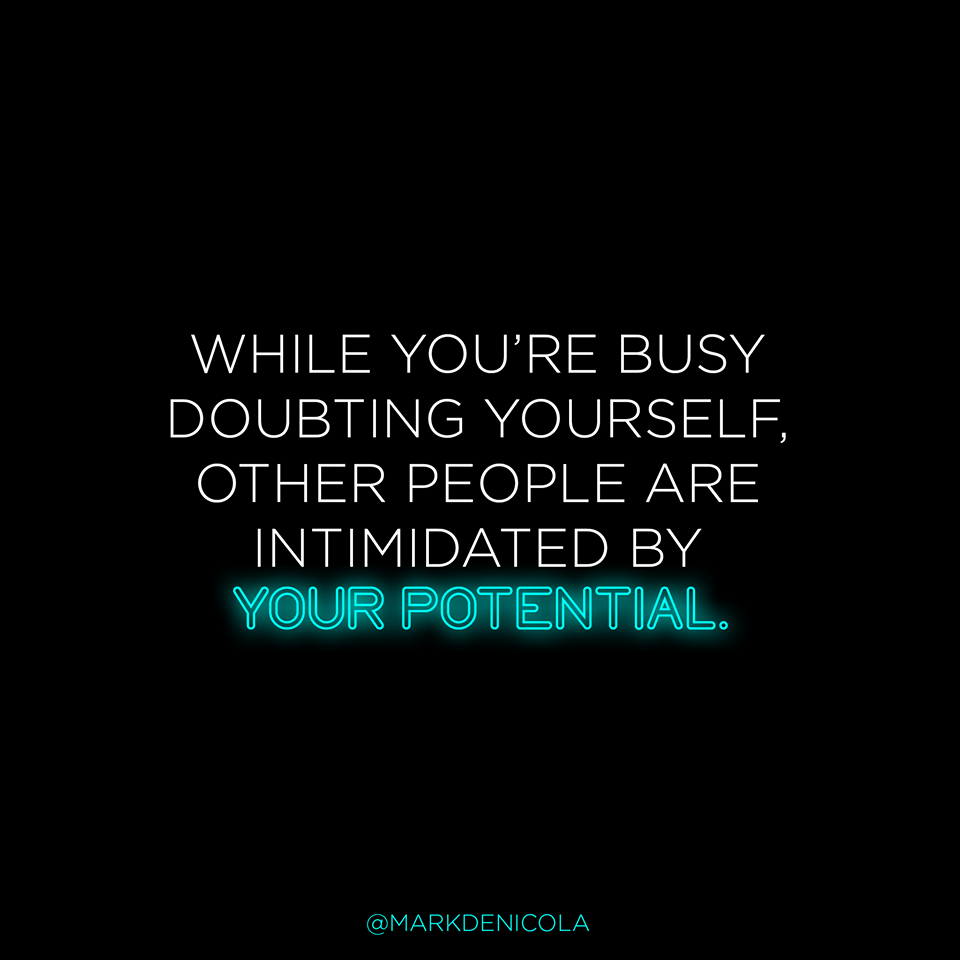 WHILE YOU’RE BUSY
DOUBTING YOURSELF,
OTHER PEOPLE ARE
INTIMIDATED BY
YOUR POTENTIAL.
@MARKDENICOLA